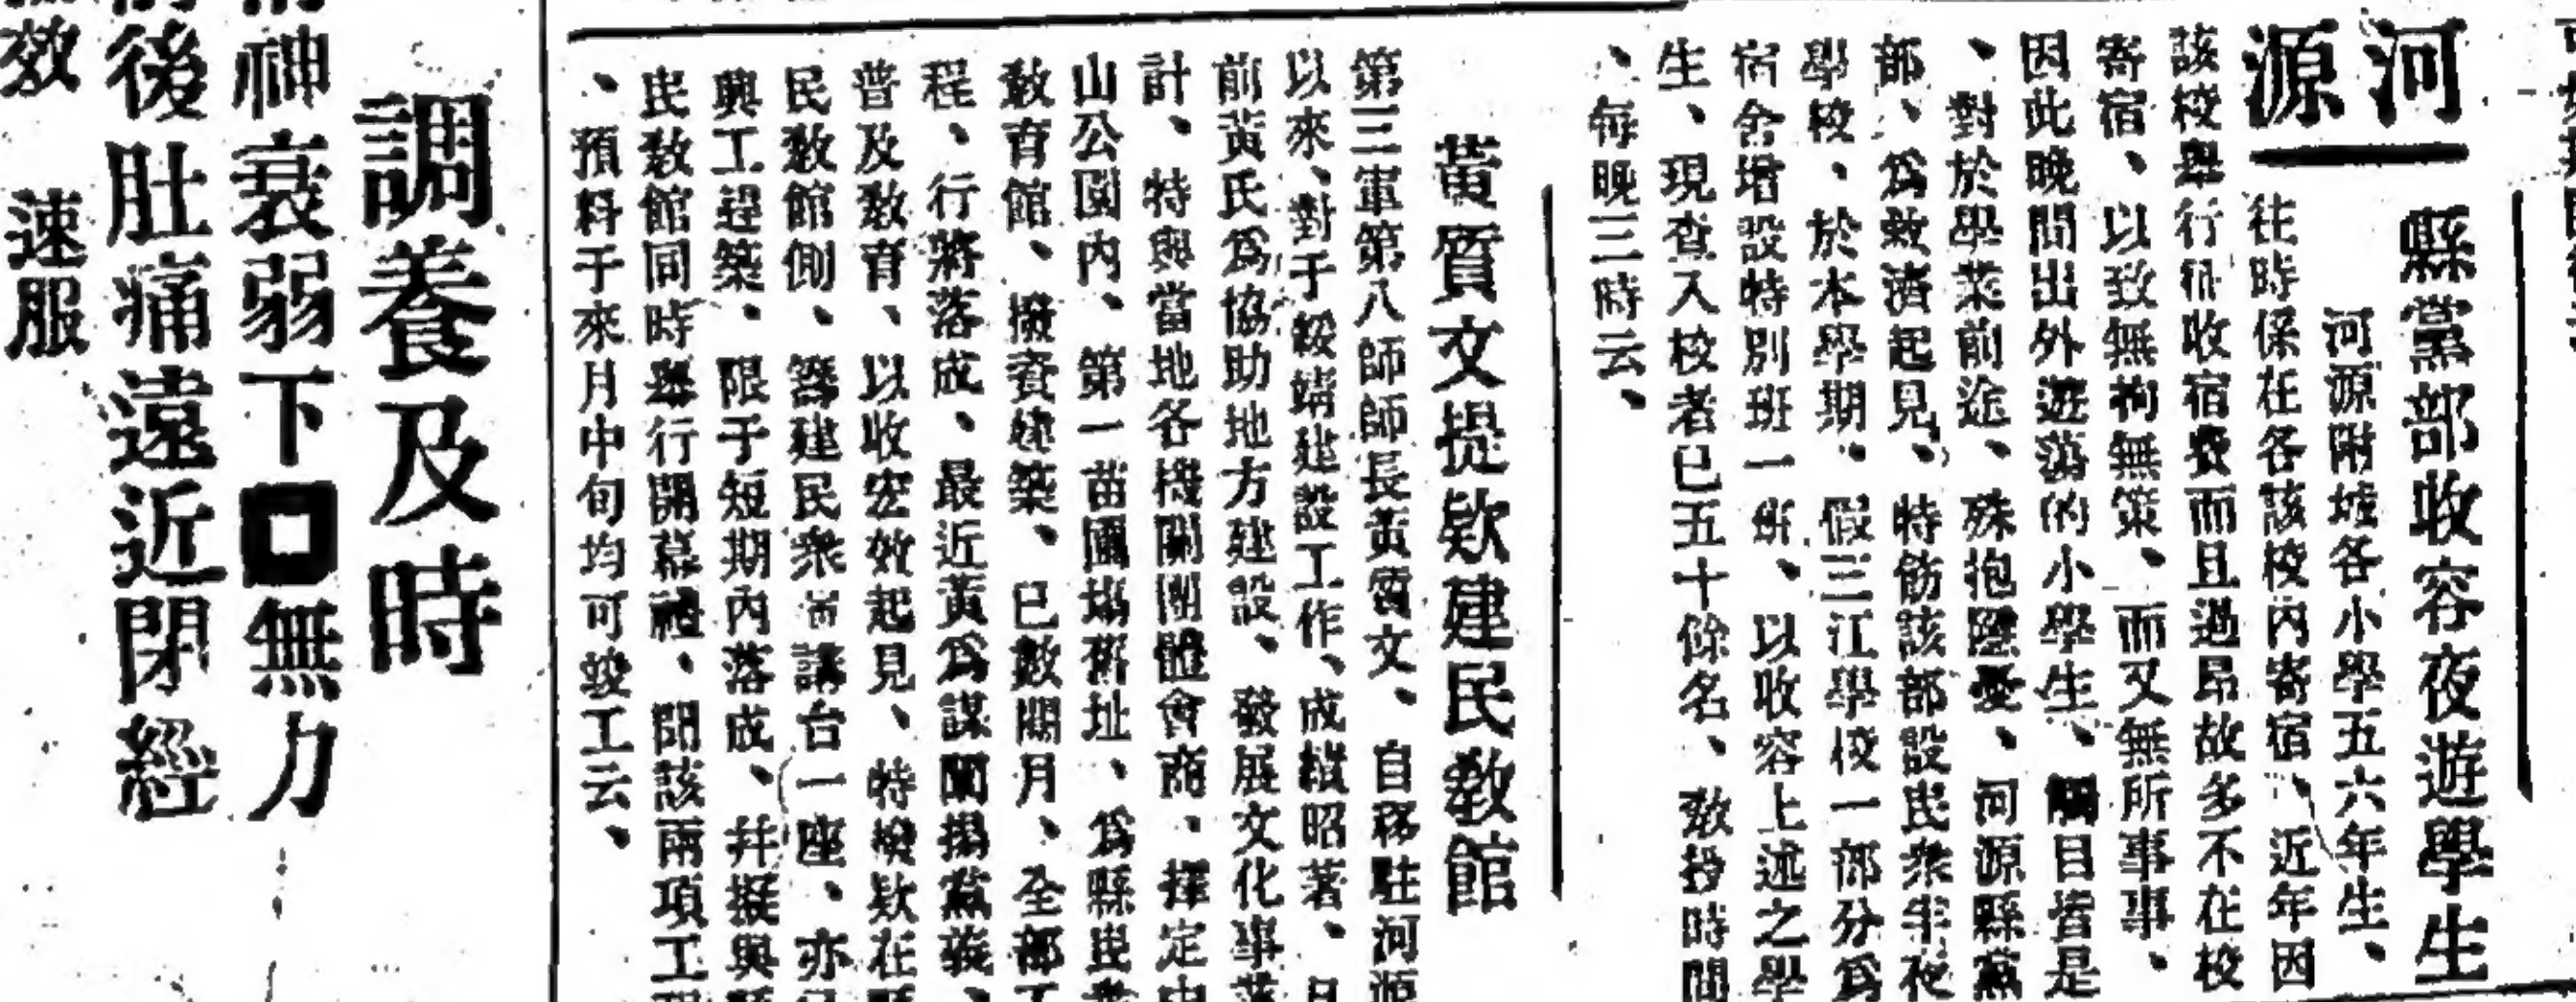 河源
縣黨部收容夜遊學生
河源附城各小學五六年生、
往時係在各該校內寄宿、近年因
該校舉行徵收宿費而且過昂故多不在校
寄宿、以致無拘無策、而又無所事事、
因此晚間出外遊蕩的小學生、觸目皆是
、對於學業前途、殊抱隱憂、河源縣黨
部、爲救濟起見、特飭該部設民衆半夜
學校、於本學期、假三江學校一部分爲
宿舍增設特別班一所、以收容上述之學
生、現查入校者已五十餘名、教授時間
、每晚三時云、
黃質文提欵建民教館
第三軍第八師師長黃質文、自移駐河源
以來、對于綏靖建設工作、成績昭著、
前黃氏爲協助地方建設、發展文化事業
計、特與當地各機關團體會商、擇定中
山公園內、第一苗圃場舊址、爲縣民衆
教育館、撥資建築、已數閱月、全部工
程、行將落成、最近黃爲謀闡揚黨義、
普及教育、以收宏效起見、特撥欵在
民教館側、籌建民衆講台一座、亦已
興工建築、限于短期內落成、幷擬與
民教館同時舉行開幕禮、聞該兩項工程
、預料于來月中旬均可竣工云、
調養及時
神衰弱下無力
後肚痛遠近閉經
效 速服